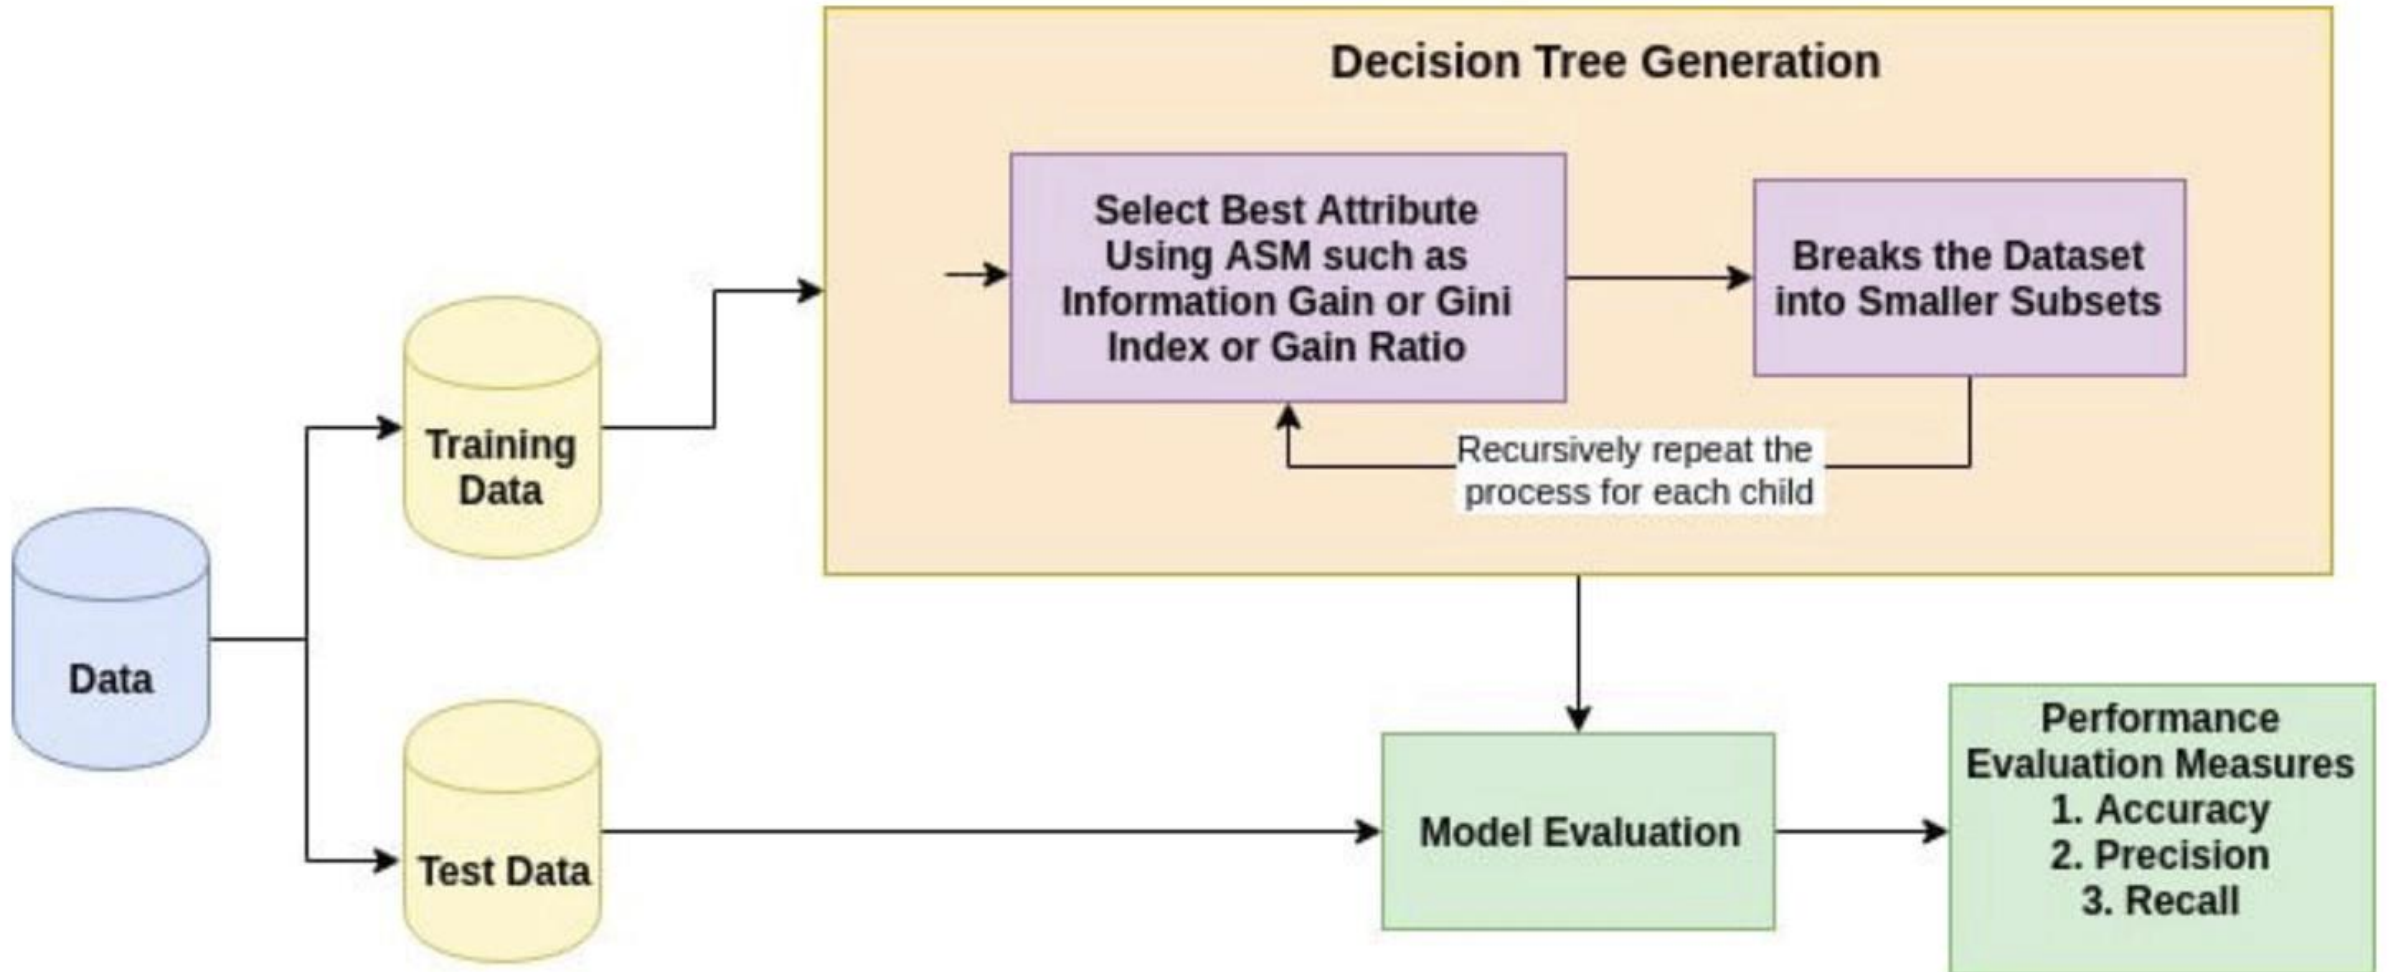 Decision Tree Generation
Select Best Attribute
Using ASM such as
Information Gain or Gini
Index or Gain Ratio
Breaks the Dataset
into Smaller Subsets
Recursively repeat the
process for each child
Training
Data
Data
Test Data
Model Evaluation
Performance
Evaluation Measures
1. Accuracy
2. Precision
3. Recall